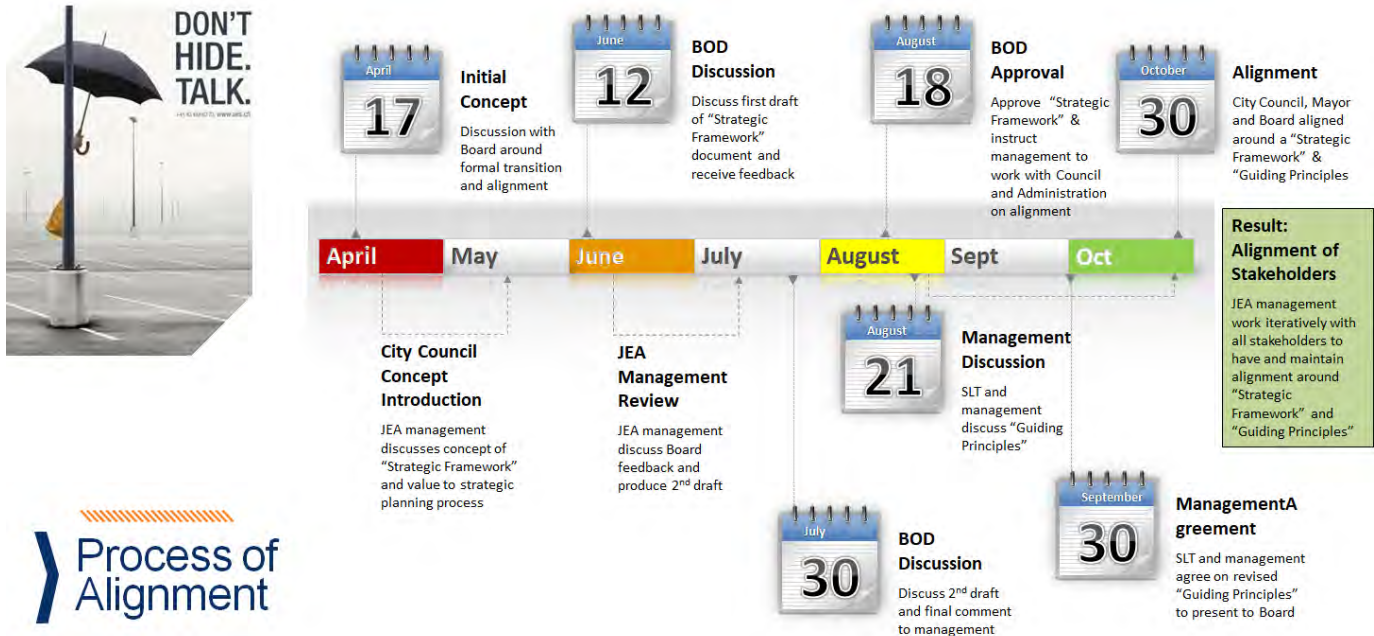 DON'T
HIDE.
TALK.
April
17
Initial
Concept
Discussion with
Board around
formal transition
and alignment
June
12
BOD
Discussion
Discuss first draft
of "Strategic
Framework"
document and
receive feedback
August
18
BOD
Approval
Approve "Strategic
Framework" &
instruct
management to
work with Council
and Administration
on alignment
October
30
Alignment
City Council, Mayor
and Board aligned
around a "Strategic
Framework" &
"Guiding Principles
April
May
June
July
August
Sept
Oct
Result:
Alignment of
Stakeholders
JEA management
work iteratively with
all stakeholders to
have and maintain
alignment around
"Strategic
Framework" and
"Guiding Principles"
City Council
Concept
Introduction
JEA management
discusses concept of
"Strategic Framework"
and value to strategic
planning process
JEA
Management
Review
JEA management
discuss Board
feedback and
produce 2nd draft
July
30
BOD
Discussion
Discuss 2nd draft
and final comment
to management
August
21
Management
Discussion
SLT and
management
discuss "Guiding
Principles"
September
30
ManagementA
greement
SLT and management
agree on revised
"Guiding Principles"
to present to Board
Process of
Alignment